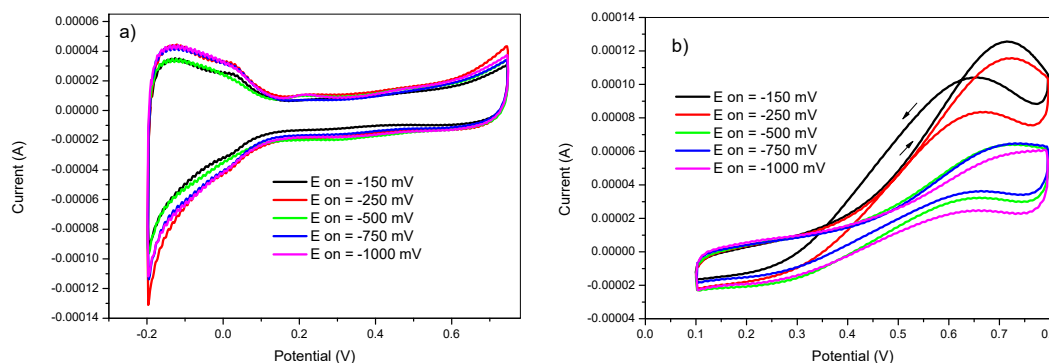 a)
0.00006
0.00004
0.00002
0.00000
-0.00002
-0.00004
-0.00006
-0.00008
-0.00010
-0.00012
-0.00014
Current (A)
E on = -150 mV
E on = -250 mV
E on = -500 mV
E on = -750 mV
E on = -1000 mV
-0.2 0.0 0.2 0.4 0.6
Potential (V)
b)
0.00014
0.00012
0.00010
0.00008
0.00006
0.00004
0.00002
0.00000
-0.00002
-0.00004
Current (A)
E on = -150 mV
E on = -250 mV
E on = -500 mV
E on = -750 mV
E on = -1000 mV
0.0 0.1 0.2 0.3 0.4 0.5 0.6 0.7
Potential (V)